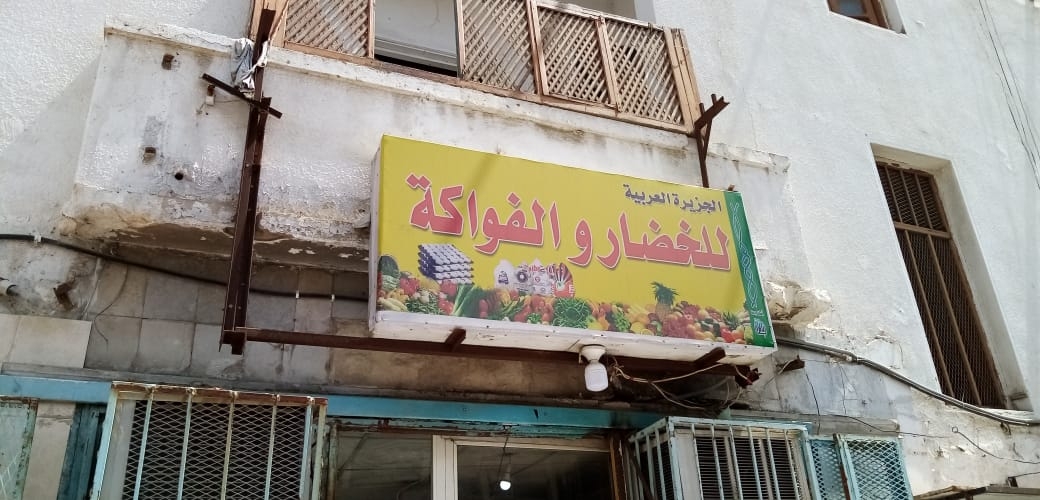 الجزيرة العربية
للخضار و الفواكة